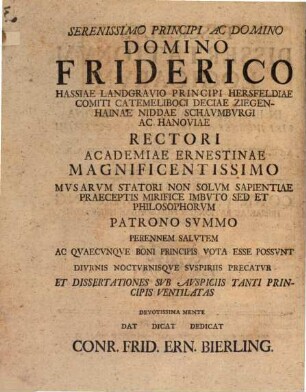 SERENISSIMO PRINCIPI AC DOMINO
DOMINO
FRIDERICO
HASSIAE LANDGRAVIO PRINCIPI HERSFELDIAE
COMITI CATEMELIBOCI DECIAE ZIEGEN-
HAINAE NIDDAE SCHAVMBVRGI
AC HANOVIAE
RECTORI
ACADEMIAE ERNESTINAE
MAGNIFICENTISSIMO
MVSARVM STATORI NON SOLVM SAPIENTIAE
PRAECEPTIS MIRIFICE IMBVTO SED ET
PHILOSOPHORVM
PATRONO SVMMO
PERENNEM SALVTEM
AC QVAECVNQVE BONI PRINCIPIS VOTA ESSE POSSVNT
DIVRNIS NOCTVRNISQVE SVSPIRIIS PRECATVR
ET DISSERTATIONES SVB AVSPICIIS TANTI PRIN-
CIPIS VENTILATAS
DEVOTISSIMA MENTE
DAT DICAT DEDICAT
CONR. FRID. ERN. BIERLING.